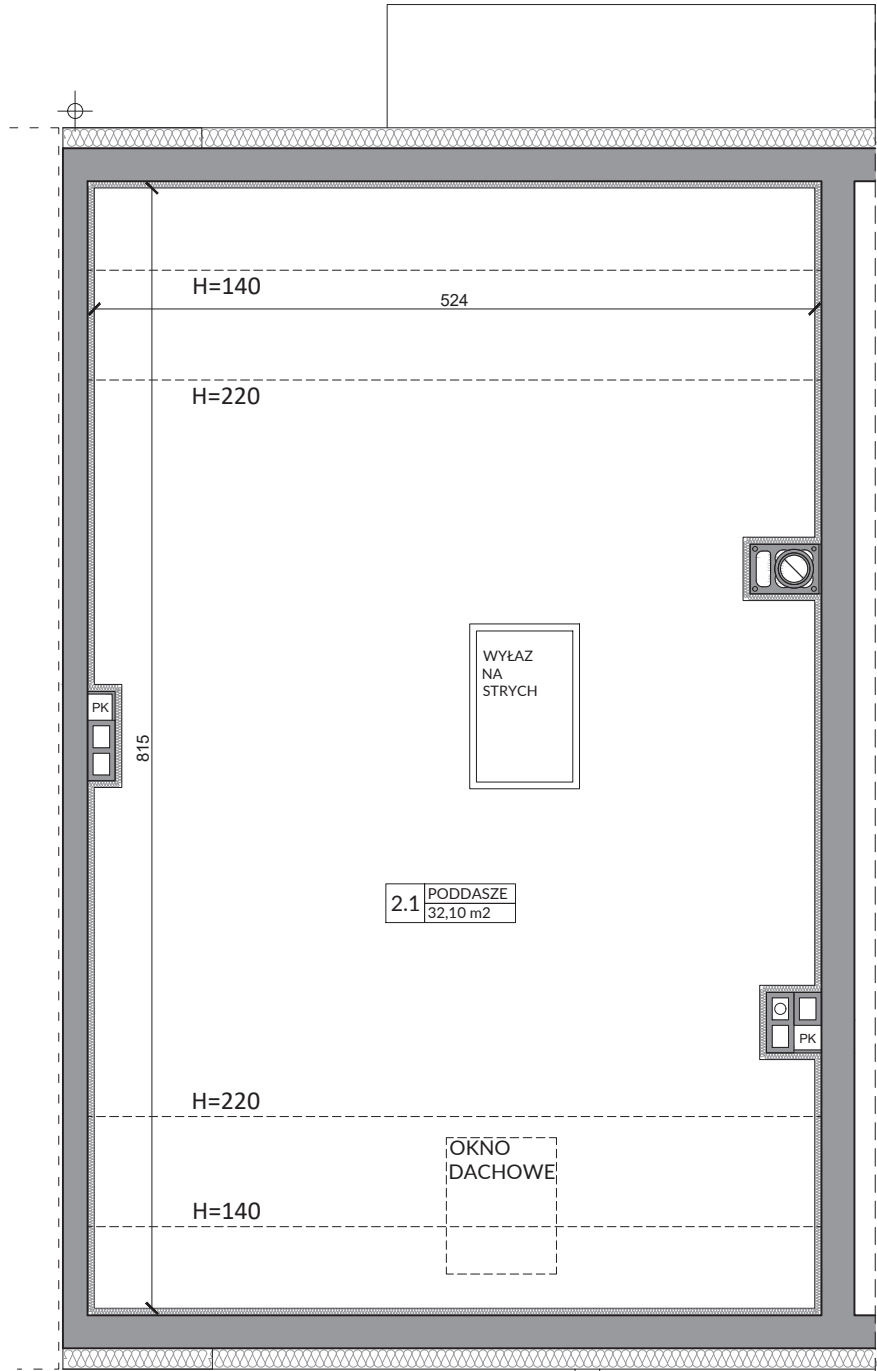 H=140
524
H=220
WYŁAZ
NA
STRYCH
PK
815
2.1
PODDASZE
32,10 m2
PK
H=220
OKNO
DACHOWE
H=140